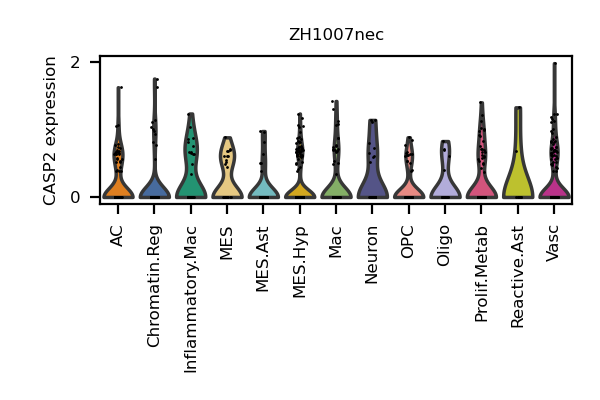 ZH1007nec
CASP2 expression
2
0
AC
Chromatin.Reg
Inflammatory.Mac
MES
MES.Ast
MES.Hyp
Mac
Neuron
OPC
Oligo
Prolif.Metab
Reactive.Ast
Vasc